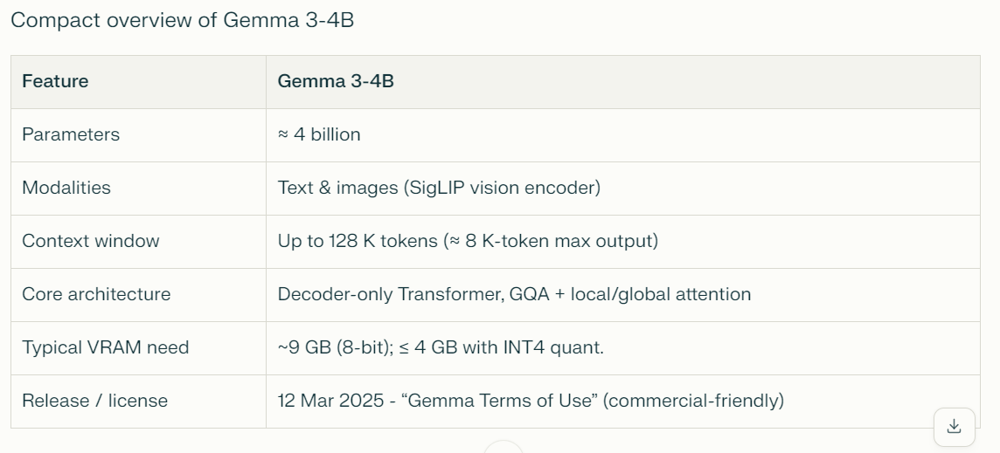 Compact overview of Gemma 3-4B
Feature Gemma 3-4B
Parameters ≈ 4 billion
Modalities Text & images (SigLIP vision encoder)
Context window Up to 128 K tokens (≈ 8 K-token max output)
Core architecture Decoder-only Transformer, GQA + local/global attention
Typical VRAM need ~9 GB (8-bit); ≤ 4 GB with INT4 quant.
Release / license 12 Mar 2025 - “Gemma Terms of Use” (commercial-friendly)